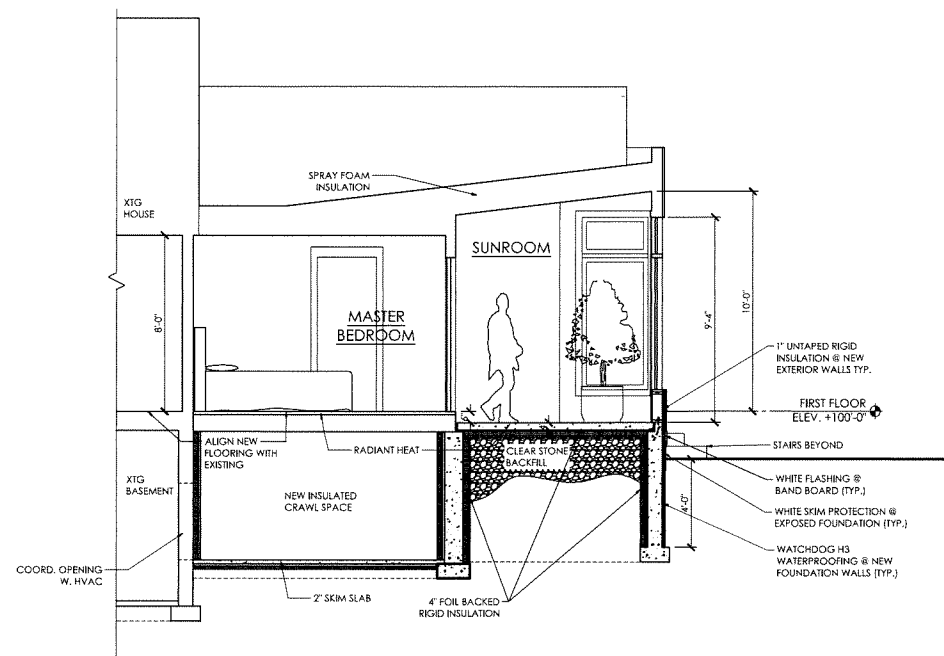 SPRAY FOAM
INSULATION
XTG
HOUSE
SUNROOM
8'-0"
MASTER
BEDROOM
9'-4"
10'-0"
1" UNTAPED RIGID
INSULATION @ NEW
EXTERIOR WALLS TYP.
FIRST FLOOR
ELEV. +100'-0"
ALIGN NEW
FLOORING WITH
EXISTING
RADIANT HEAT
CLEAR STONE
BACKFILL
STAIRS BEYOND
XTG
BASEMENT
NEW INSULATED
CRAWL SPACE
4'-0"
WHITE FLASHING @
BAND BOARD (TYP.)
WHITE SKIM PROTECTION @
EXPOSED FOUNDATION (TYP.)
WATCHDOG H3
WATERPROOFING @ NEW
FOUNDATION WALLS (TYP.)
COORD. OPENING
W. HVAC
2" SKIM SLAB
4" FOIL BACKED
RIGID INSULATION